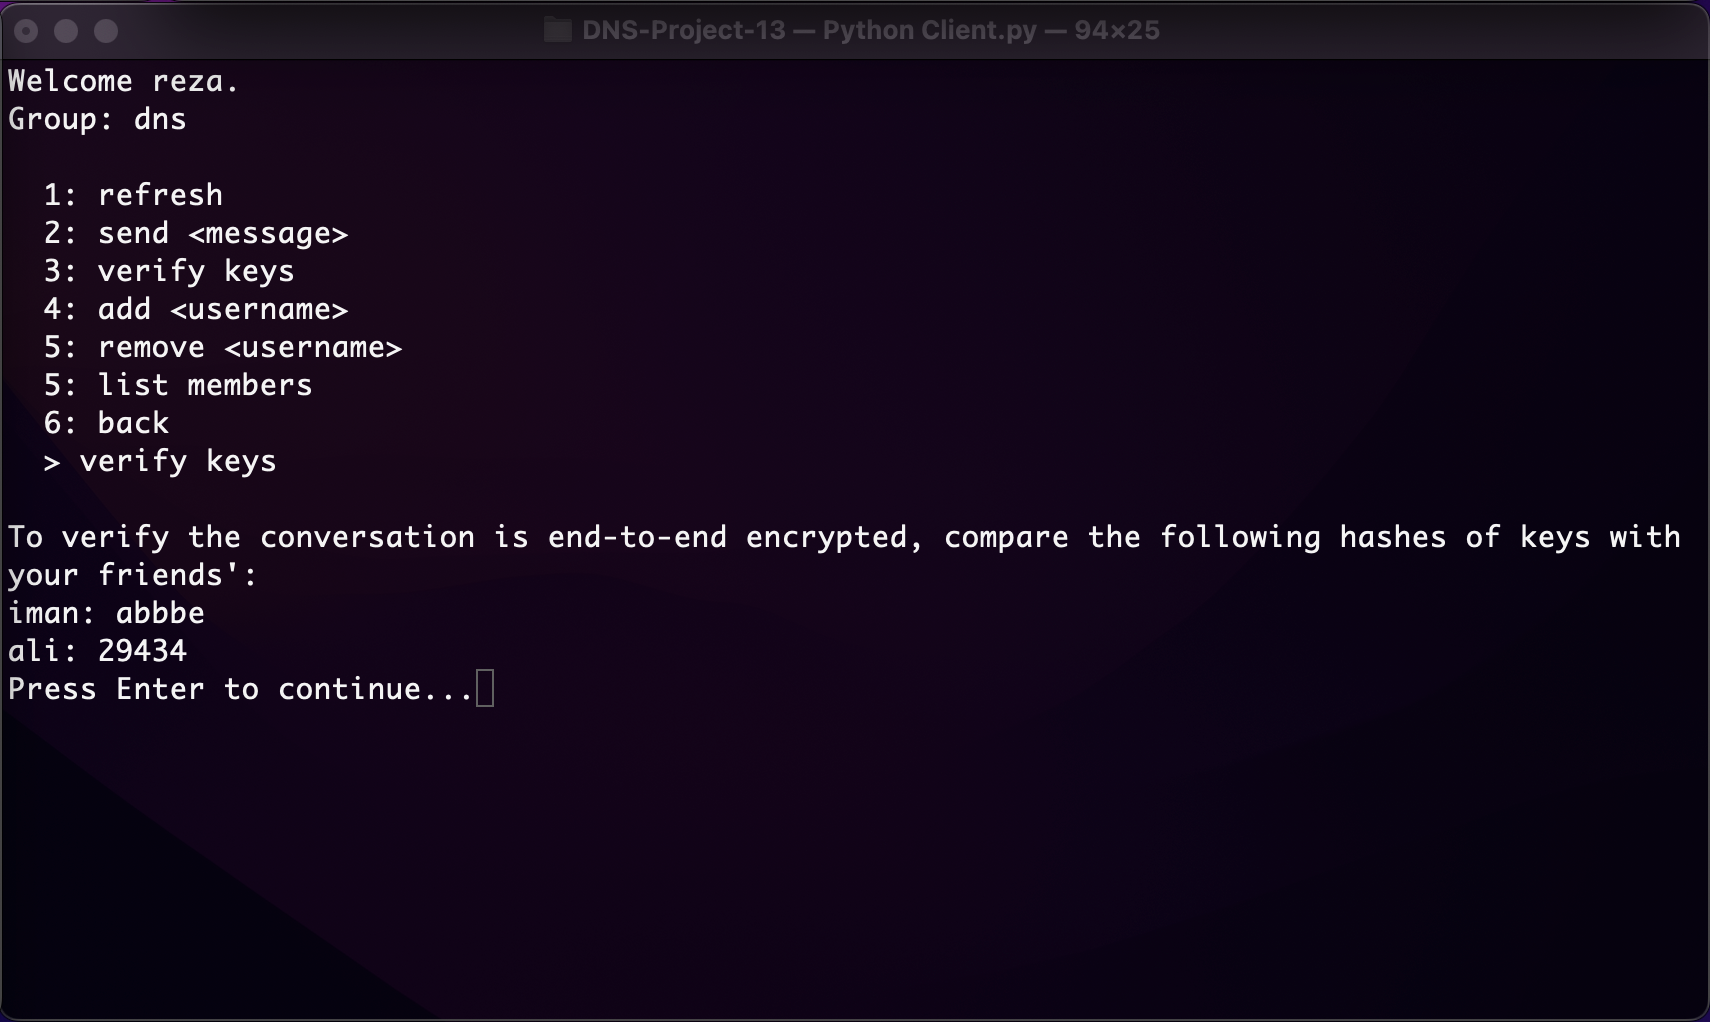 DNS-Project-13 — Python Client.py — 94×25
Welcome reza.
Group: dns
1: refresh
2: send <message>
3: verify keys
4: add <username>
5: remove <username>
5: list members
6: back
> verify keys
To verify the conversation is end-to-end encrypted, compare the following hashes of keys with
your friends':
iman: abbbe
ali: 29434
Press Enter to continue...